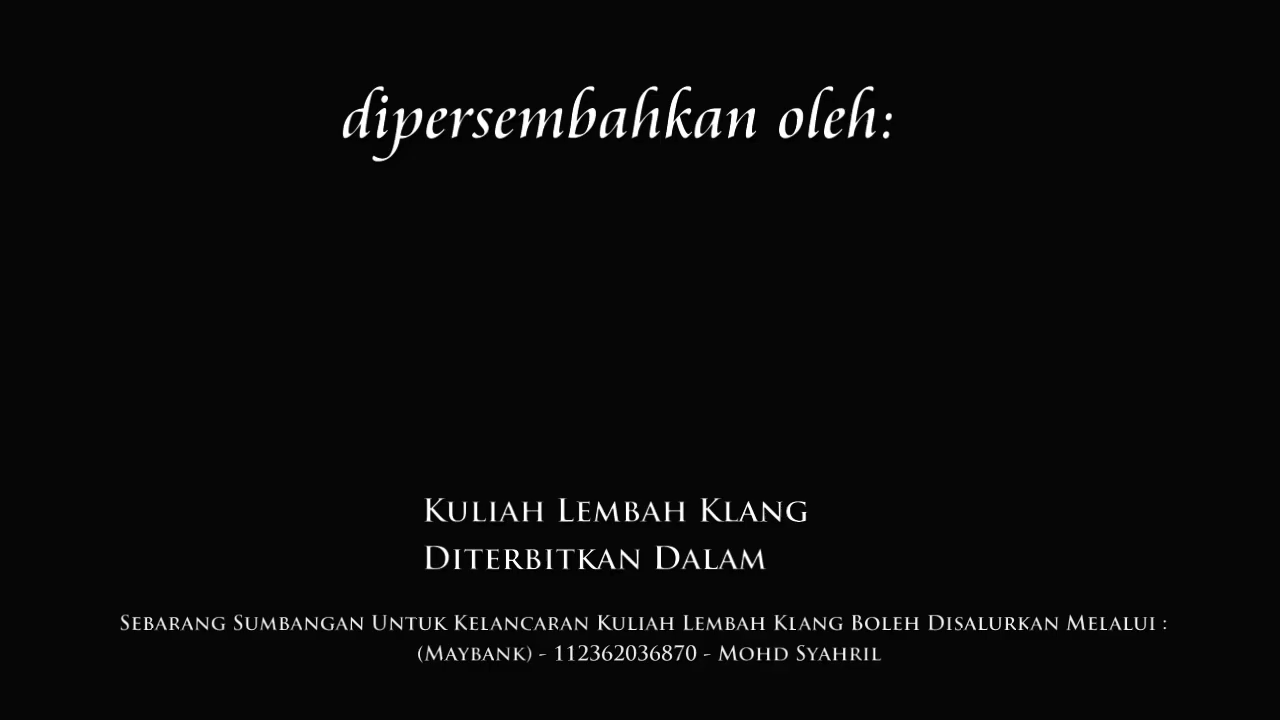 dipersembahkan oleh:
Kuliah Lembah Klang
Diterbitkan Dalam
Sebarang Sumbangan Untuk Kelancaran Kuliah Lembah Klang Boleh Disalurkan Melalui :
(Maybank) - 112362036870 - Mohd Syahril